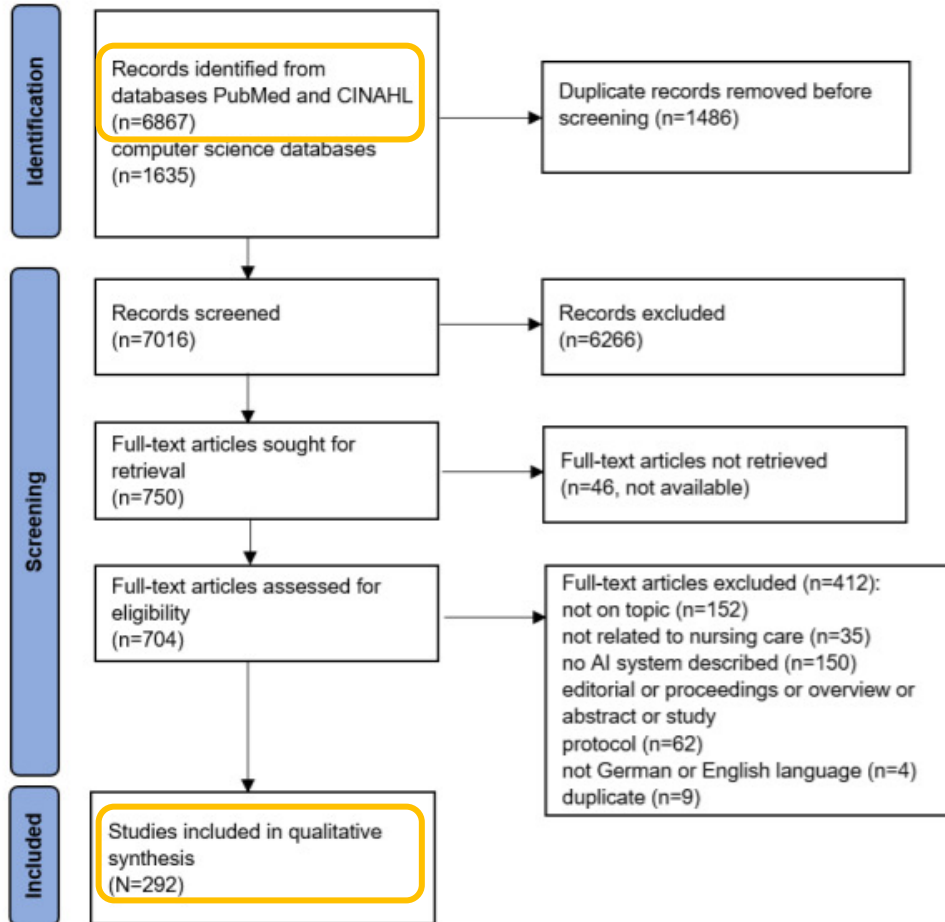 Identification
Records identified from
databases PubMed and CINAHL
(n=6867)
computer science databases
(n=1635)
Duplicate records removed before
screening (n=1486)
Screening
Records screened
(n=7016)
Records excluded
(n=6266)
Full-text articles sought for
retrieval
(n=750)
Full-text articles not retrieved
(n=46, not available)
Full-text articles assessed for
eligibility
(n=704)
Full-text articles excluded (n=412):
not on topic (n=152)
not related to nursing care (n=35)
no AI system described (n=150)
editorial or proceedings or overview or
abstract or study
protocol (n=62)
not German or English language (n=4)
duplicate (n=9)
Included
Studies included in qualitative
synthesis
(N=292)